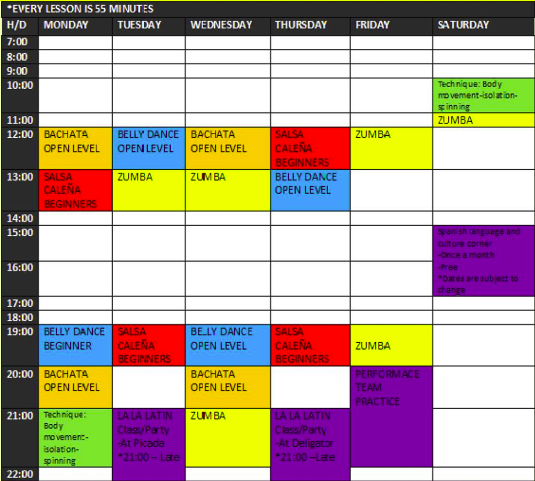 *EVERY LESSON IS 55 MINUTES
H/D MONDAY TUESDAY WEDNESDAY THURSDAY FRIDAY SATURDAY
7:00
8:00
9:00
10:00
Technique: Body
movement-isolation-
spinning
11:00
ZUMBA
12:00
BACHATA
OPEN LEVEL
BELLY DANCE
OPEN LEVEL
BACHATA
OPEN LEVEL
SALSA
CALEÑA
BEGINNERS
ZUMBA
13:00
SALSA
CALEÑA
BEGINNERS
ZUMBA
ZUMBA
BELLY DANCE
OPEN LEVEL
14:00
15:00
Spanish language and
culture corner
-Once a month
-Free
*Dates are subject to
change
16:00
17:00
18:00
19:00
BELLY DANCE
BEGINNER
SALSA
CALEÑA
BEGINNERS
BELLY DANCE
OPEN LEVEL
SALSA
CALEÑA
BEGINNERS
ZUMBA
20:00
BACHATA
OPEN LEVEL
BACHATA
OPEN LEVEL
PERFORMACE
TEAM
PRACTICE
21:00
Technique:
Body
movement-
isolation-
spinning
LA LA LATIN
Class/Party
-At Picado
*21:00 – Late
ZUMBA
LA LA LATIN
Class/Party
-At Deligator
*21:00 –Late
22:00